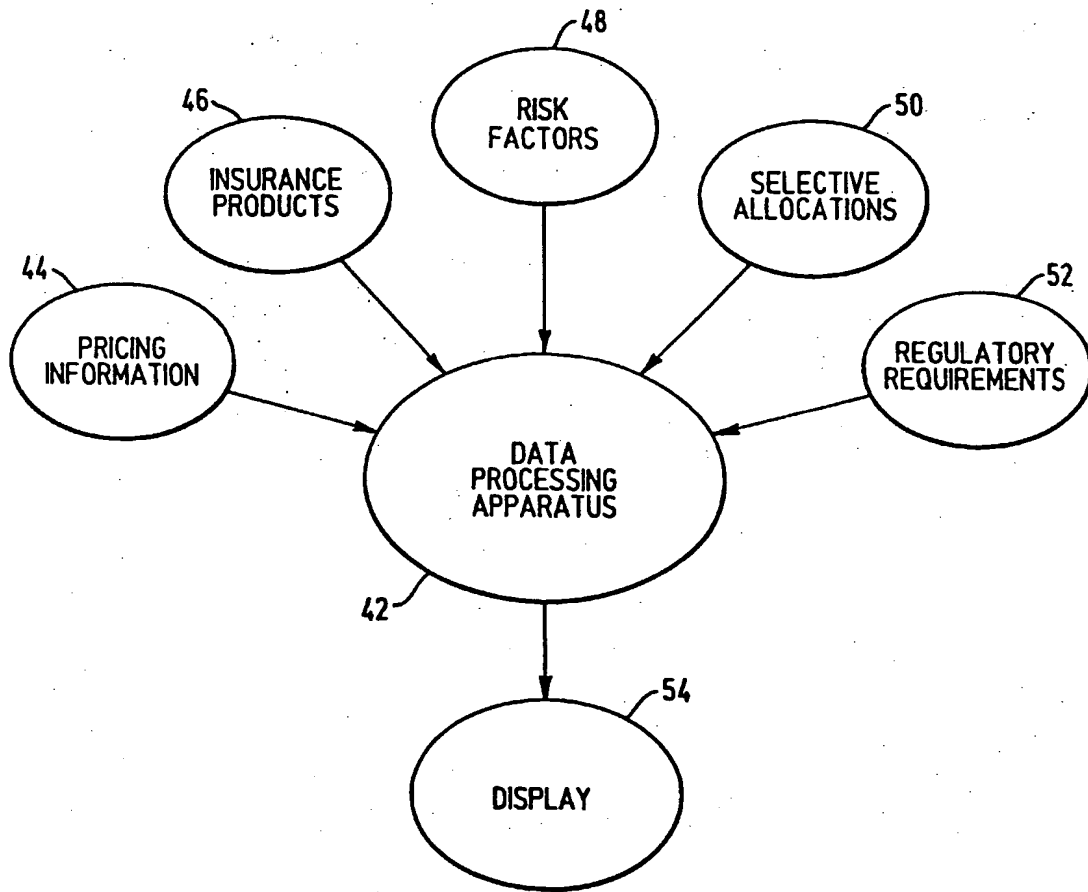 48
RISK
FACTORS
46
INSURANCE
PRODUCTS
50
SELECTIVE
ALLOCATIONS
44
PRICING
INFORMATION
52
REGULATORY
REQUIREMENTS
DATA
PROCESSING
APPARATUS
42
54
DISPLAY